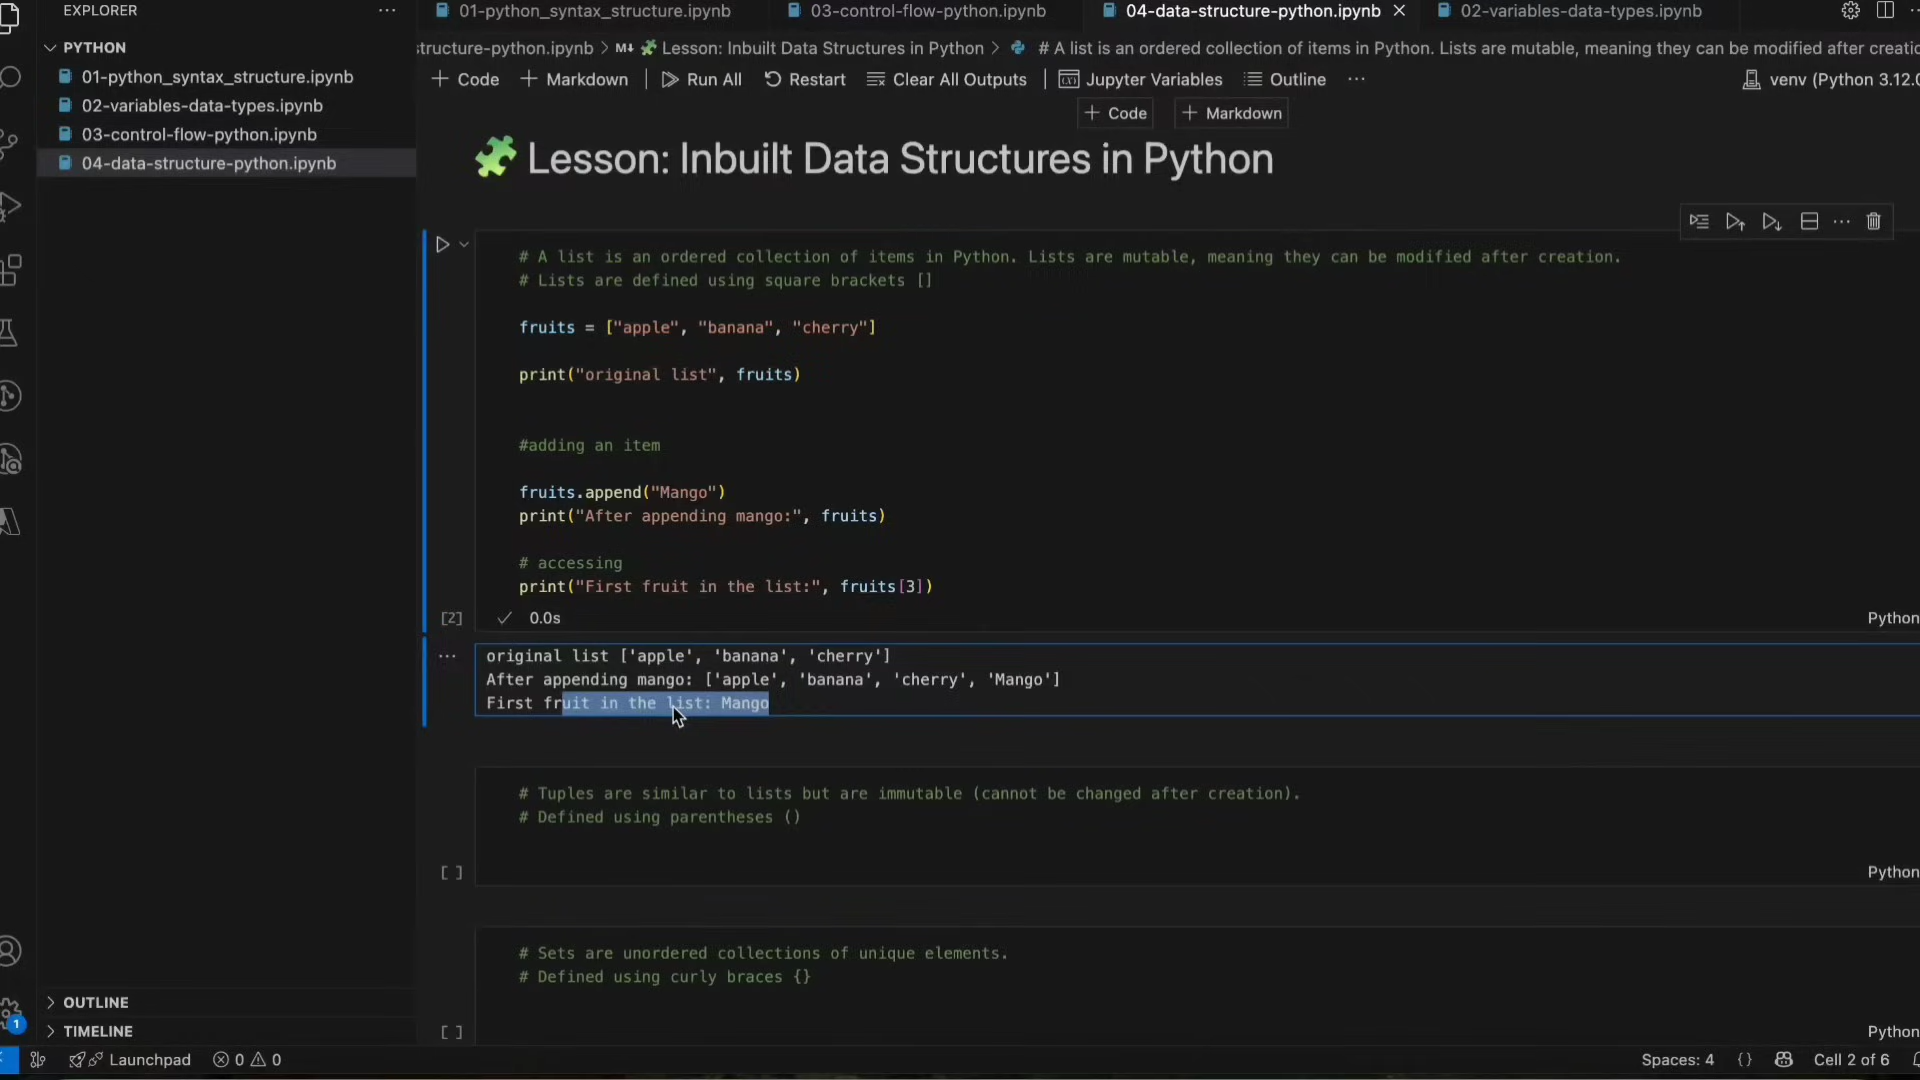 EXPLORER
PYTHON
01-python_syntax_structure.ipynb
02-variables-data-types.ipynb
03-control-flow-python.ipynb
04-data-structure-python.ipynb
OUTLINE
TIMELINE
01-python_syntax_structure.ipynb
03-control-flow-python.ipynb
04-data-structure-python.ipynb
02-variables-data-types.ipynb
structure-python.ipynb > M↓ Lesson: Inbuilt Data Structures in Python > # A list is an ordered collection of items in Python. Lists are mutable, meaning they can be modified after creatio
+ Code + Markdown | Run All Restart Clear All Outputs | Jupyter Variables Outline ···
venv (Python 3.12.0
+ Code + Markdown
Lesson: Inbuilt Data Structures in Python
# A list is an ordered collection of items in Python. Lists are mutable, meaning they can be modified after creation.
# Lists are defined using square brackets []
fruits = ["apple", "banana", "cherry"]
print("original list", fruits)
#adding an item
fruits.append("Mango")
print("After appending mango:", fruits)
# accessing
print("First fruit in the list:", fruits[3])
[2] ✓ 0.0s
Python
original list ['apple', 'banana', 'cherry']
After appending mango: ['apple', 'banana', 'cherry', 'Mango']
First fruit in the list: Mango
# Tuples are similar to lists but are immutable (cannot be changed after creation).
# Defined using parentheses ()
[ ]
Python
# Sets are unordered collections of unique elements.
# Defined using curly braces {}
[ ]
Python
1
Launchpad 0 0
Spaces: 4 {} Cell 2 of 6